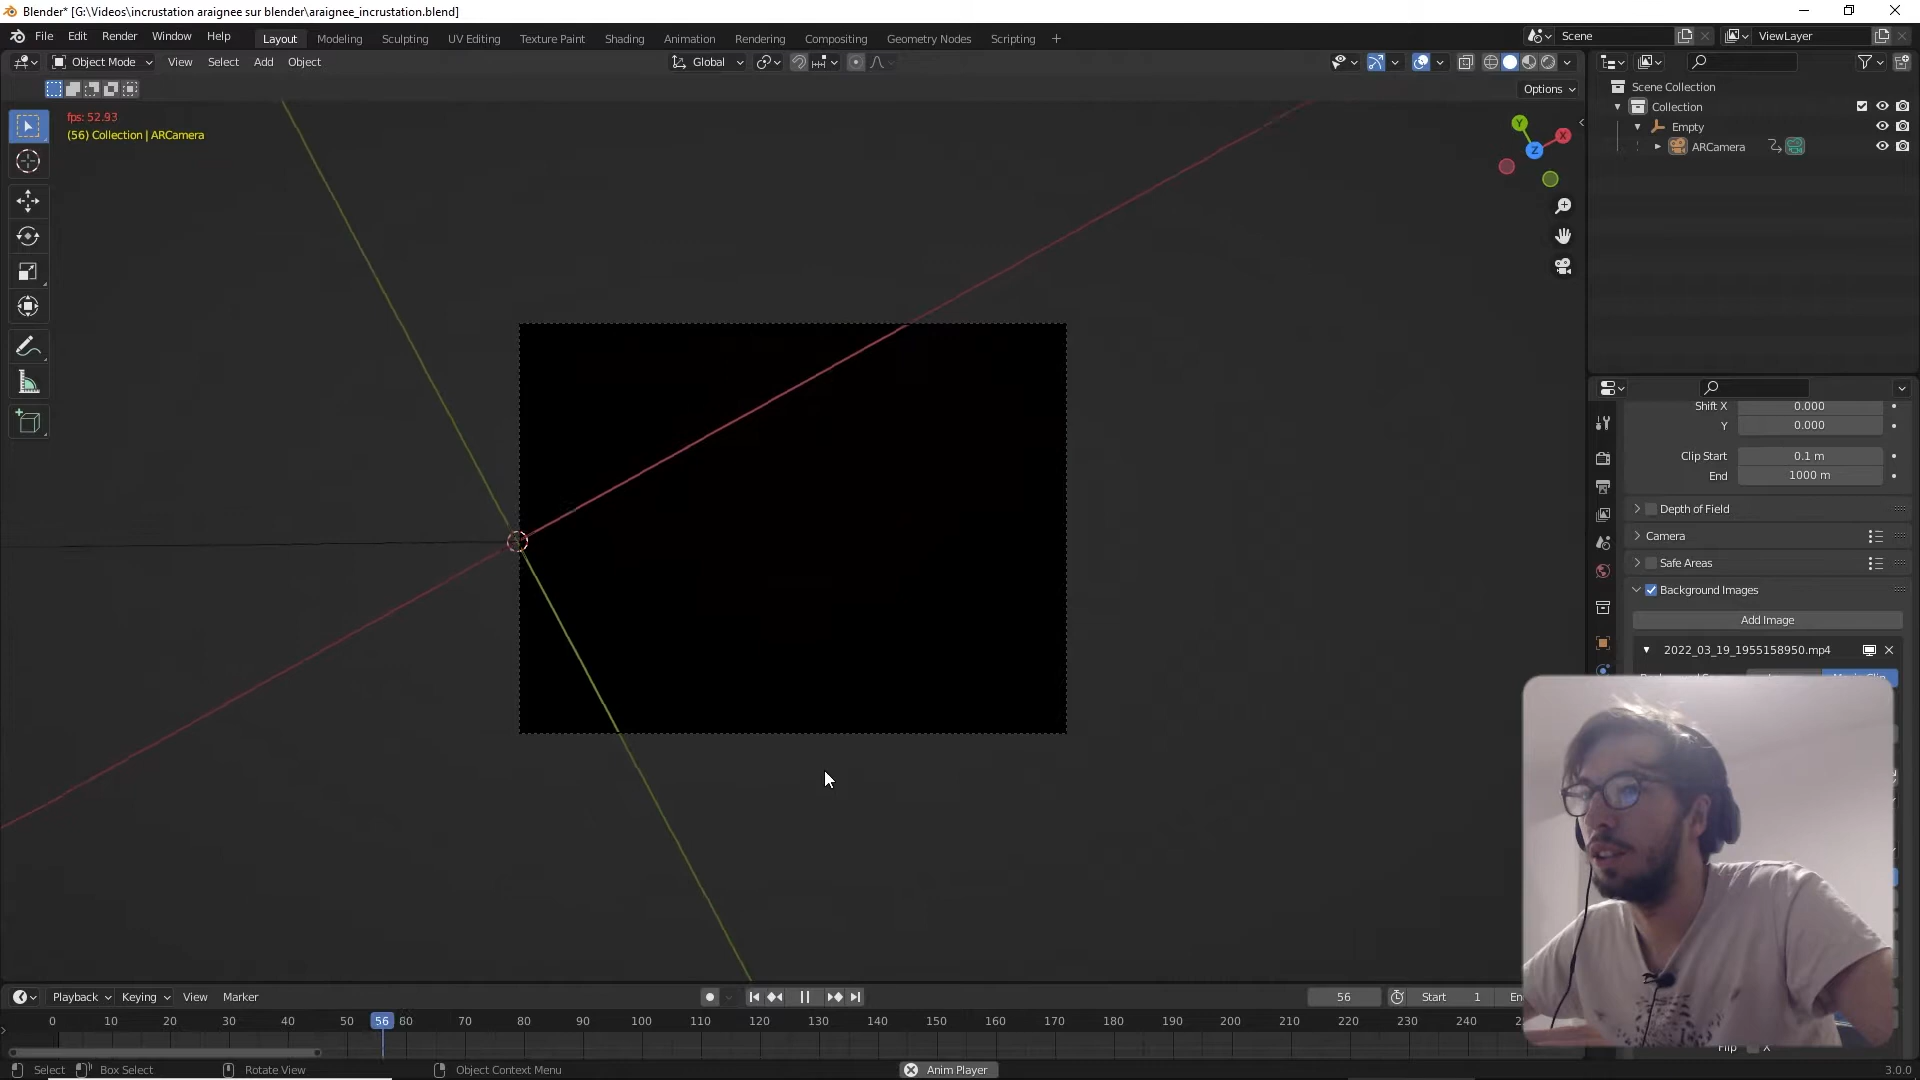 Blender* [G:\Videos\incrustation araignee sur blender\araignee_incrustation.blend]
File Edit Render Window Help Layout Modeling Sculpting UV Editing Texture Paint Shading Animation Rendering Compositing Geometry Nodes Scripting + Scene ViewLayer
Object Mode View Select Add Object Global
Options
Scene Collection
Collection
Empty
ARCamera
fps: 52.93
(56) Collection | ARCamera
Y X Z
Shift X 0.000
Y 0.000
Clip Start 0.1 m
End 1000 m
Depth of Field
Camera
Safe Areas
Background Images
Add Image
2022_03_19_1955158950.mp4
Playback Keying View Marker 56 Start 1
0 10 20 30 40 50 56 60 70 80 90 100 110 120 130 140 150 160 170 180 190 200 210 220 230 240
Flip X
Select Box Select Rotate View Object Context Menu Anim Player 3.0.0